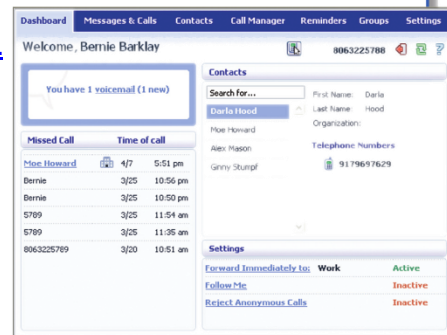 Dashboard Messages & Calls Contacts Call Manager Reminders Groups Settings
Welcome, Bernie Barklay
8063225788
You have 1 voicemail (1 new)
Missed Call Time of call
Moe Howard 4/7 5:51 pm
Bernie 3/25 10:56 pm
Bernie 3/25 10:50 pm
5789 3/25 11:54 am
5789 3/25 11:35 am
8063225789 3/20 10:51 am
Contacts
Search for...
Darla Hood
Moe Howard
Alex Mason
Ginny Stumpf
First Name: Darla
Last Name: Hood
Organization:
Telephone Numbers
9179697629
Settings
Forward Immediately to: Work Active
Follow Me Inactive
Reject Anonymous Calls Inactive